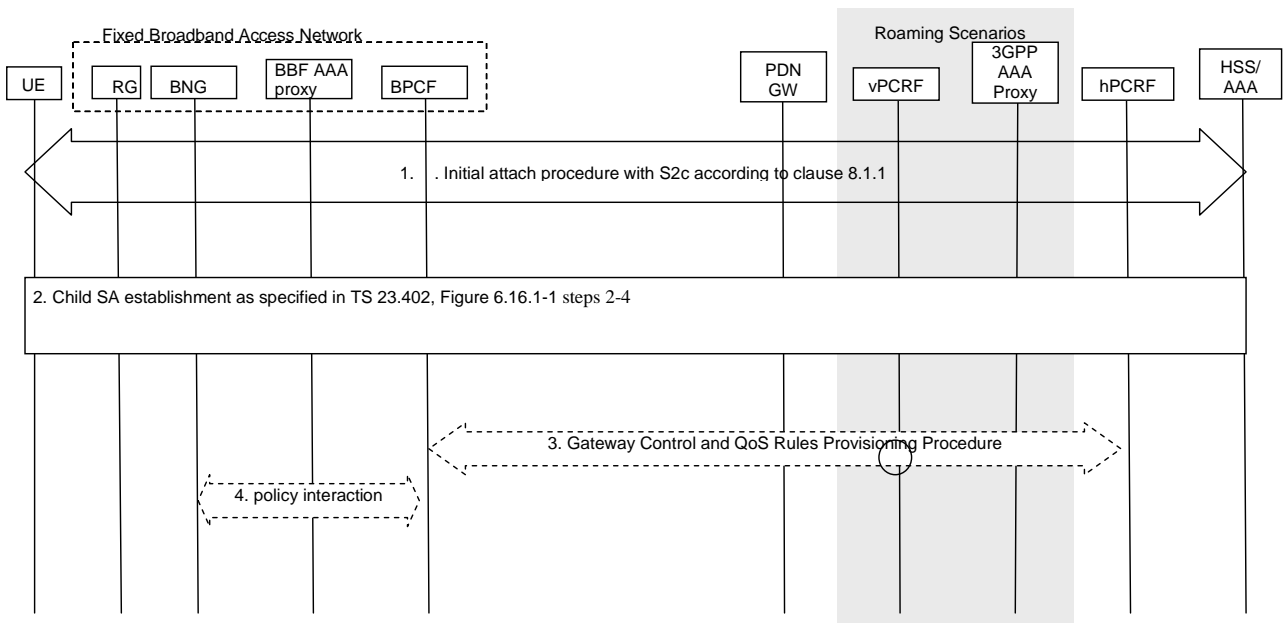 Fixed Broadband Access Network
Roaming Scenarios
UE
RG
BNG
BBF AAA
proxy
BPCF
PDN
GW
vPCRF
3GPP
AAA
Proxy
hPCRF
HSS/
AAA
1. . Initial attach procedure with S2c according to clause 8.1.1
2. Child SA establishment as specified in TS 23.402, Figure 6.16.1-1 steps 2-4
3. Gateway Control and QoS Rules Provisioning Procedure
4. policy interaction